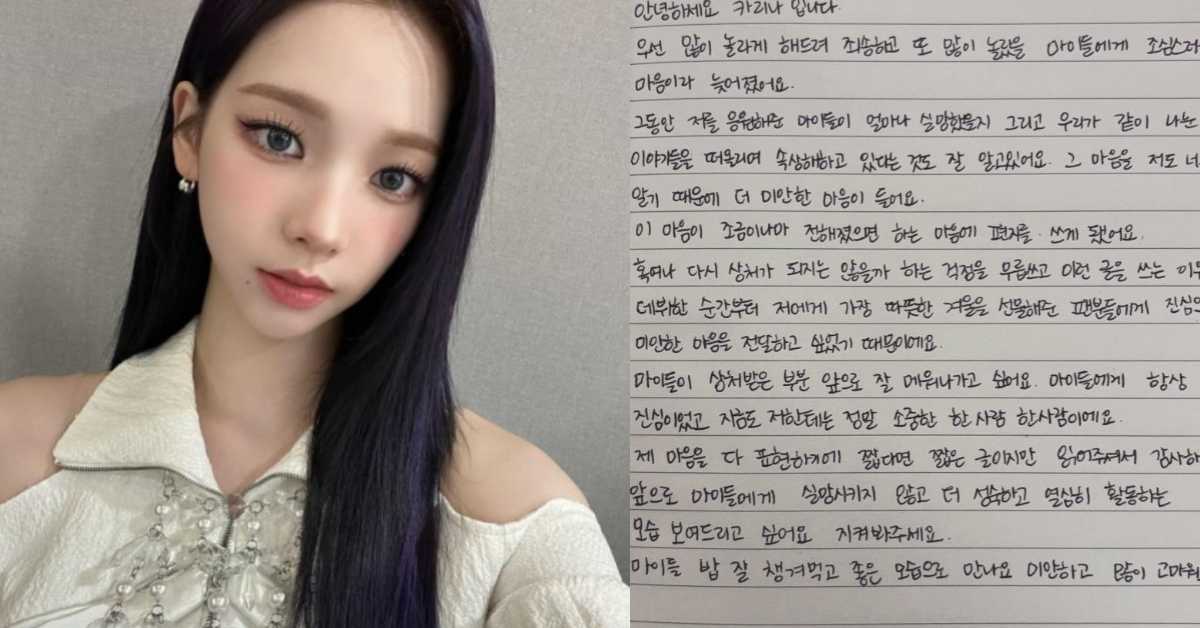 안녕하세요 카리나 입니다.
우선 많이 놀라게 해드려 죄송하고 또 많이 놀랐을 마이들에게 조심스러
마음이라 늦어졌어요.
그동안 저를 응원해준 마이들이 얼마나 실망했을지 그리고 우리가 같이 나눈
이야기들을 떠올리며 속상해하고 있다는 것도 잘 알고있어요. 그 마음을 저도 너
알기 때문에 더 미안한 마음이 들어요.
이 마음이 조금이나마 전해졌으면 하는 마음에 편지를 쓰게 됐어요.
혹여나 다시 상처가 되지는 않을까 하는 걱정을 무릅쓰고 이런 글을 쓰는 이유
데뷔한 순간부터 저에게 가장 따뜻한 겨울을 선물해준 팬분들에게 진심으
미안한 마음을 전달하고 싶었기 때문이에요.
마이들이 상처받은 부분 앞으로 잘 메워나가고 싶어요. 마이들에게 항상
진심이었고 지금도 저한테는 정말 소중한 한사람 한사람이에요.
제 마음을 다 표현하기에 짧다면 짧은 글이지만 읽어주셔서 감사하
앞으로 마이들에게 실망시키지 않고 더 성숙하고 열심히 활동하는
모습 보여드리고 싶어요 지켜봐주세요.
마이들 밥 잘 챙겨먹고 좋은 모습으로 만나요 미안하고 많이 고마워